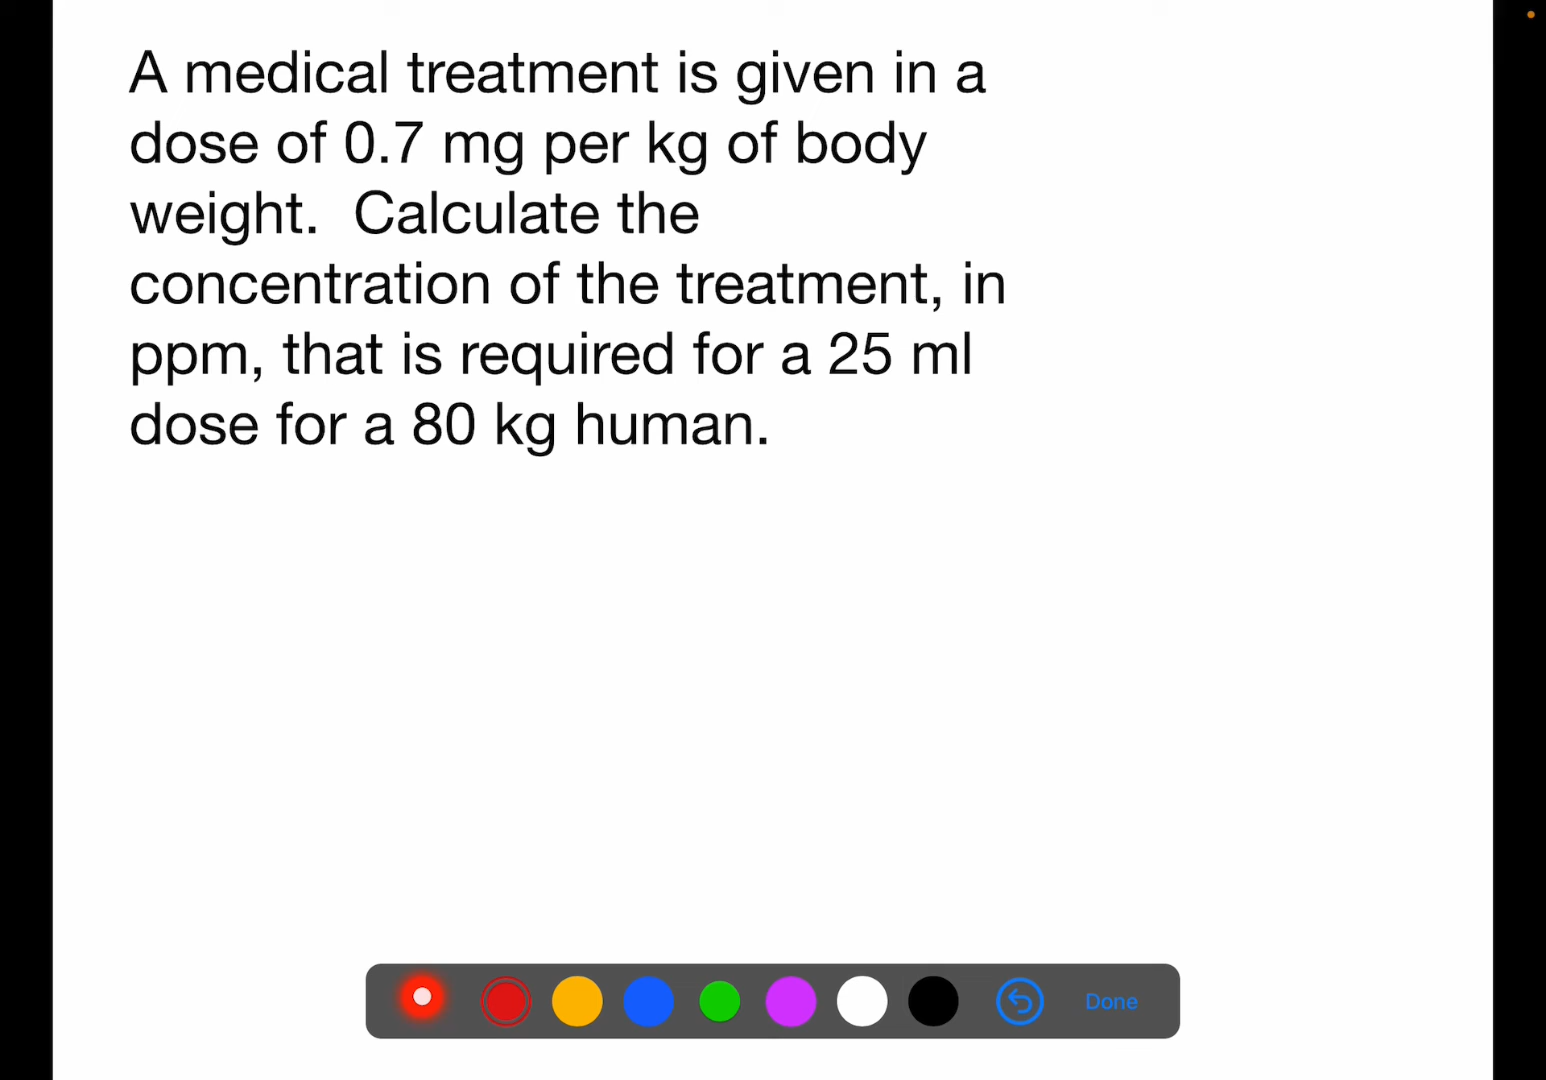 A medical treatment is given in a
dose of 0.7 mg per kg of body
weight.  Calculate the
concentration of the treatment, in
ppm, that is required for a 25 ml
dose for a 80 kg human.
Done